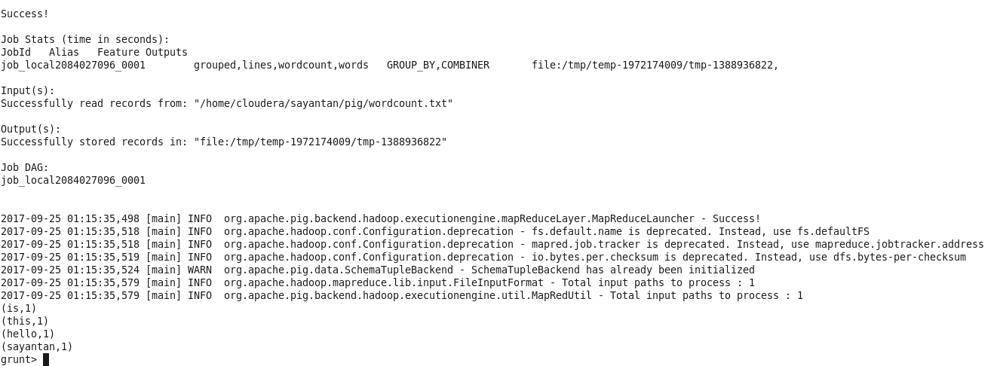 Success!
Job Stats (time in seconds):
JobId   Alias   Feature Outputs
job_local2084027096_0001        grouped,lines,wordcount,words   GROUP_BY,COMBINER       file:/tmp/temp-1972174009/tmp-1388936822,
Input(s):
Successfully read records from: "/home/cloudera/sayantan/pig/wordcount.txt"
Output(s):
Successfully stored records in: "file:/tmp/temp-1972174009/tmp-1388936822"
Job DAG:
job_local2084027096_0001
2017-09-25 01:15:35,498 [main] INFO  org.apache.pig.backend.hadoop.executionengine.mapReduceLayer.MapReduceLauncher - Success!
2017-09-25 01:15:35,518 [main] INFO  org.apache.hadoop.conf.Configuration.deprecation - fs.default.name is deprecated. Instead, use fs.defaultFS
2017-09-25 01:15:35,518 [main] INFO  org.apache.hadoop.conf.Configuration.deprecation - mapred.job.tracker is deprecated. Instead, use mapreduce.jobtracker.address
2017-09-25 01:15:35,519 [main] INFO  org.apache.hadoop.conf.Configuration.deprecation - io.bytes.per.checksum is deprecated. Instead, use dfs.bytes-per-checksum
2017-09-25 01:15:35,524 [main] WARN  org.apache.pig.data.SchemaTupleBackend - SchemaTupleBackend has already been initialized
2017-09-25 01:15:35,579 [main] INFO  org.apache.hadoop.mapreduce.lib.input.FileInputFormat - Total input paths to process : 1
2017-09-25 01:15:35,579 [main] INFO  org.apache.pig.backend.hadoop.executionengine.util.MapRedUtil - Total input paths to process : 1
(is,1)
(this,1)
(hello,1)
(sayantan,1)
grunt>